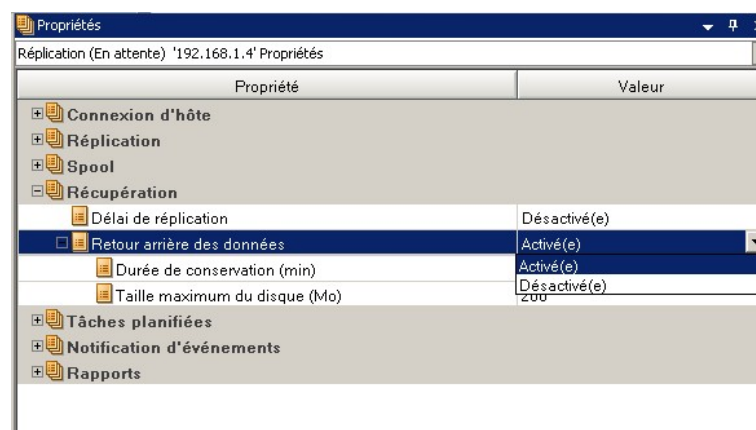 Propriétés
Réplication (En attente) '192.168.1.4' Propriétés
Propriété Valeur
Connexion d'hôte
Réplication
Spool
Récupération
Délai de réplication Désactivé(e)
Retour arrière des données Activé(e)
Activé(e)
Durée de conservation (min)
Désactivé(e)
Taille maximum du disque (Mo) 200
Tâches planifiées
Notification d'événements
Rapports